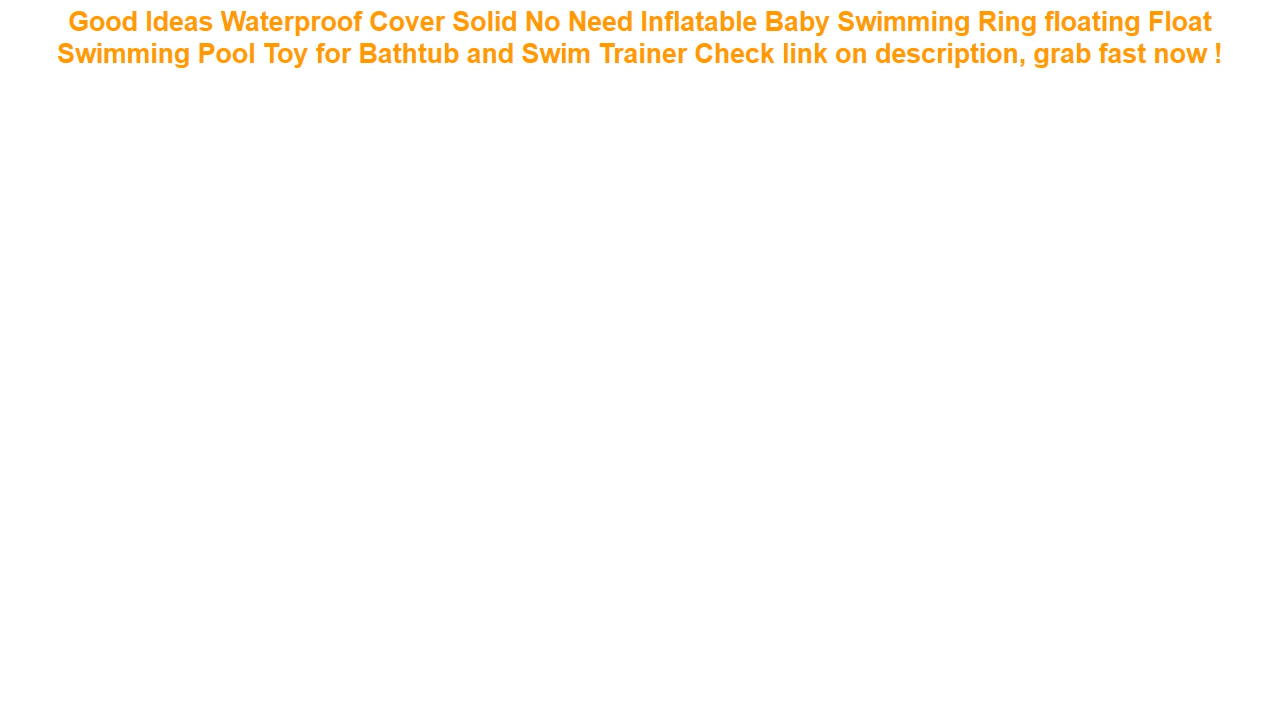 Good Ideas Waterproof Cover Solid No Need Inflatable Baby Swimming Ring floating Float
Swimming Pool Toy for Bathtub and Swim Trainer Check link on description, grab fast now !